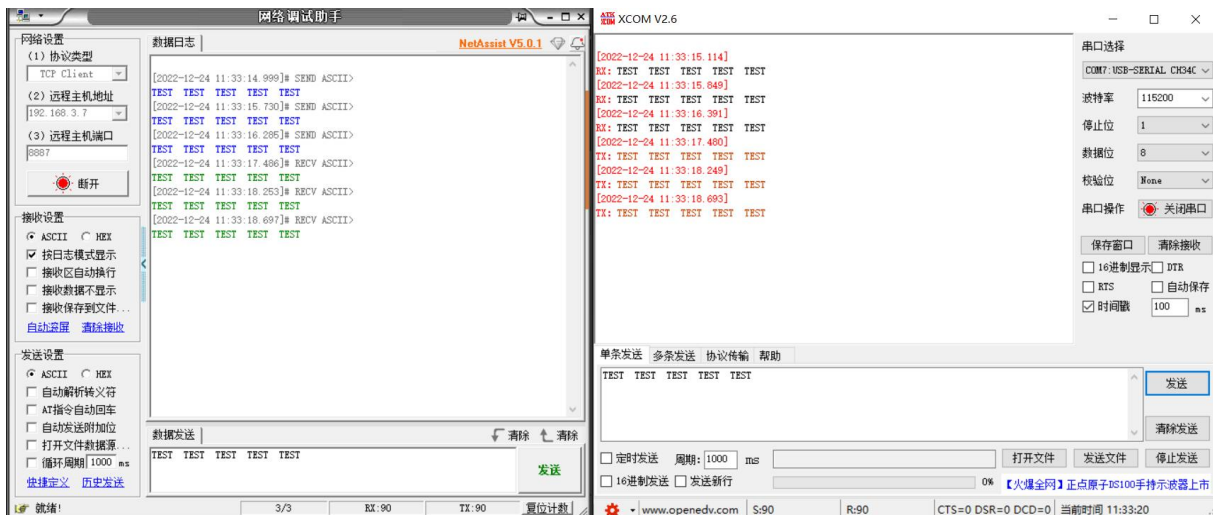 网络调试助手
网络设置
(1) 协议类型
TCP Client
(2) 远程主机地址
192.168.3.7
(3) 远程主机端口
8887
断开
接收设置
ASCII HEX
按日志模式显示
接收区自动换行
接收数据不显示
接收保存到文件...
自动滚屏 清除接收
发送设置
ASCII HEX
自动解析转义符
AT指令自动回车
自动发送附加位
打开文件数据源...
循环周期 1000 ms
快捷定义 历史发送
数据日志 NetAssist V5.0.1
[2022-12-24 11:33:14.999]# SEND ASCII>
TEST TEST TEST TEST TEST
[2022-12-24 11:33:15.730]# SEND ASCII>
TEST TEST TEST TEST TEST
[2022-12-24 11:33:16.285]# SEND ASCII>
TEST TEST TEST TEST TEST
[2022-12-24 11:33:17.486]# RECV ASCII>
TEST TEST TEST TEST TEST
[2022-12-24 11:33:18.253]# RECV ASCII>
TEST TEST TEST TEST TEST
[2022-12-24 11:33:18.697]# RECV ASCII>
TEST TEST TEST TEST TEST
数据发送 清除 清除
TEST TEST TEST TEST TEST
发送
就绪! 3/3 RX:90 TX:90 复位计数
ATK XCOM XCOM V2.6
[2022-12-24 11:33:15.114]
RX: TEST TEST TEST TEST TEST
[2022-12-24 11:33:15.849]
RX: TEST TEST TEST TEST TEST
[2022-12-24 11:33:16.391]
RX: TEST TEST TEST TEST TEST
[2022-12-24 11:33:17.480]
TX: TEST TEST TEST TEST TEST
[2022-12-24 11:33:18.249]
TX: TEST TEST TEST TEST TEST
[2022-12-24 11:33:18.693]
TX: TEST TEST TEST TEST TEST
串口选择
COM7:USB-SERIAL CH34C
波特率 115200
停止位 1
数据位 8
校验位 None
串口操作 关闭串口
保存窗口 清除接收
16进制显示 DTR
RTS 自动保存
时间戳 100 ms
单条发送 多条发送 协议传输 帮助
TEST TEST TEST TEST TEST
发送
清除发送
定时发送 周期: 1000 ms 打开文件 发送文件 停止发送
16进制发送 发送新行 0% 【火爆全网】正点原子DS100手持示波器上市
www.openedv.com S:90 R:90 CTS=0 DSR=0 DCD=0 当前时间 11:33:20